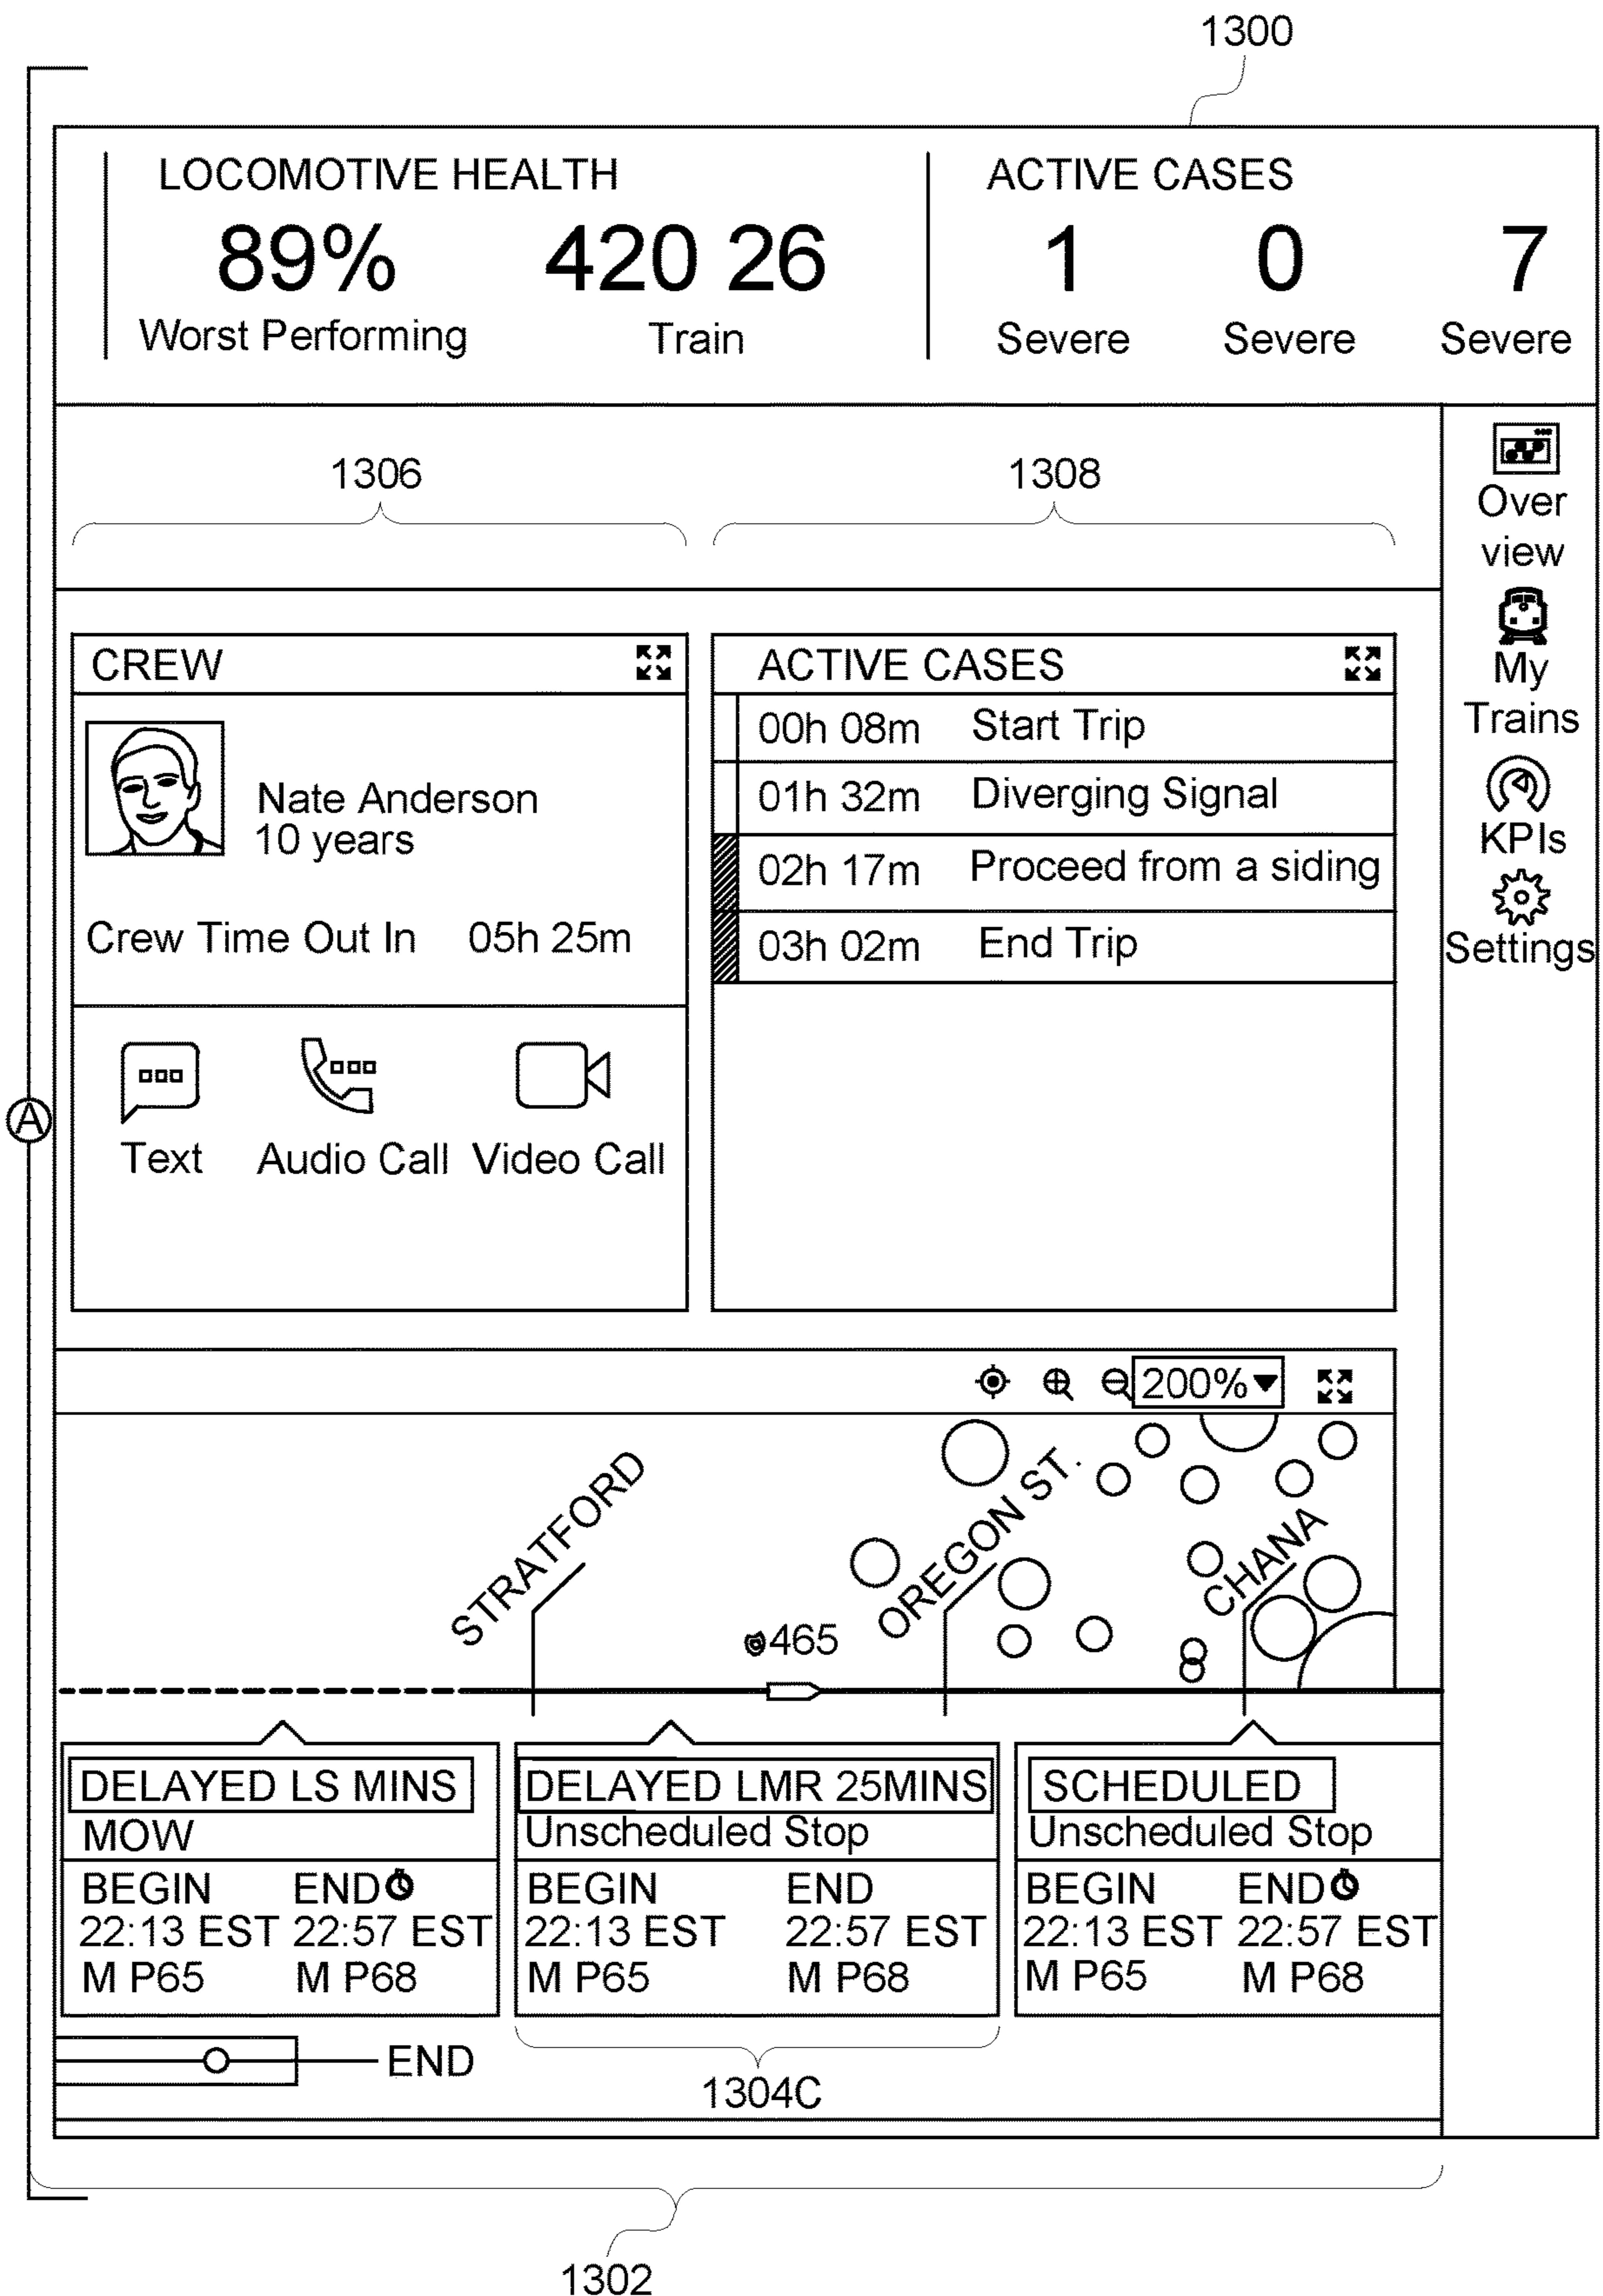 1300
LOCOMOTIVE HEALTH
ACTIVE CASES
89% 420 26 1 0 7
Worst Performing Train Severe Severe Severe
1306 1308
Over
view
My
Trains
KPIs
Settings
CREW
Nate Anderson
10 years
Crew Time Out In 05h 25m
Text Audio Call Video Call
ACTIVE CASES
00h 08m Start Trip
01h 32m Diverging Signal
02h 17m Proceed from a siding
03h 02m End Trip
A
200%
STRATFORD
465
OREGON ST.
CHANA
DELAYED LS MINS
MOW
BEGIN END
22:13 EST 22:57 EST
M P65 M P68
DELAYED LMR 25MINS
Unscheduled Stop
BEGIN END
22:13 EST 22:57 EST
M P65 M P68
SCHEDULED
Unscheduled Stop
BEGIN END
22:13 EST 22:57 EST
M P65 M P68
END
1304C
1302